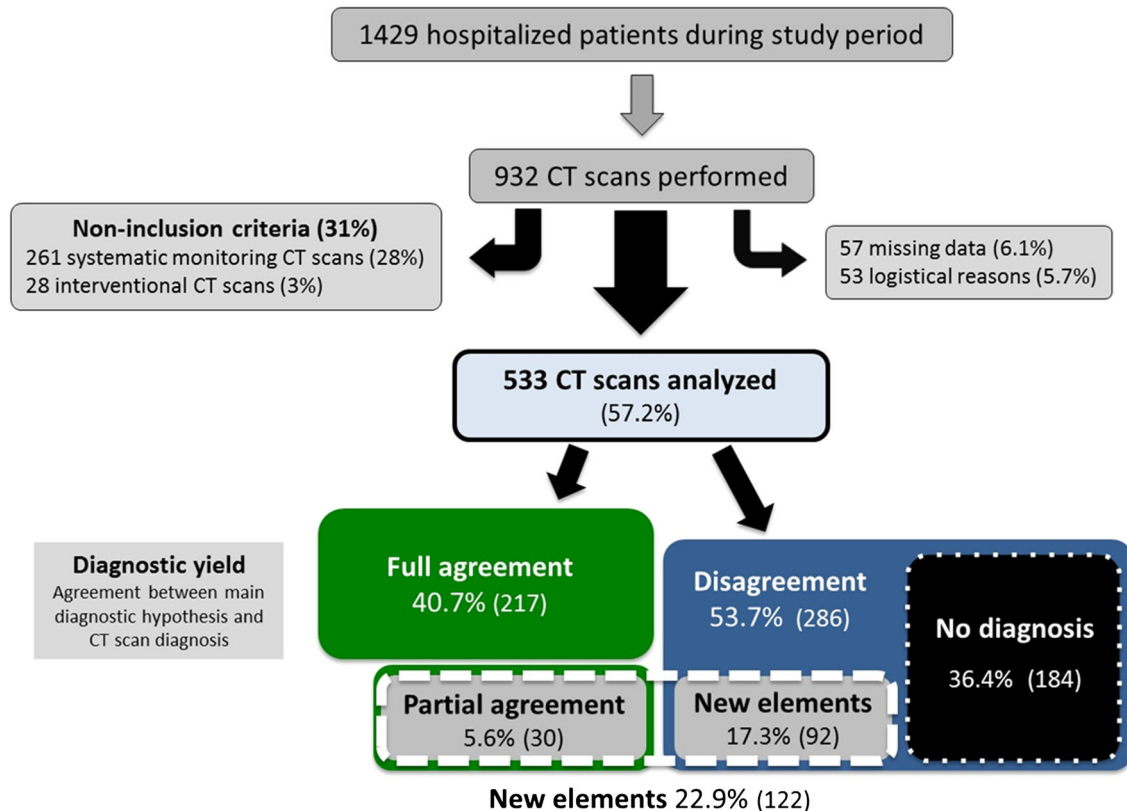 1429 hospitalized patients during study period
932 CT scans performed
Non-inclusion criteria (31%)
261 systematic monitoring CT scans (28%)
28 interventional CT scans (3%)
57 missing data (6.1%)
53 logistical reasons (5.7%)
533 CT scans analyzed
(57.2%)
Diagnostic yield
Agreement between main
diagnostic hypothesis and
CT scan diagnosis
Full agreement
40.7% (217)
Disagreement
53.7% (286)
No diagnosis
36.4% (184)
Partial agreement
5.6% (30)
New elements
17.3% (92)
New elements 22.9% (122)